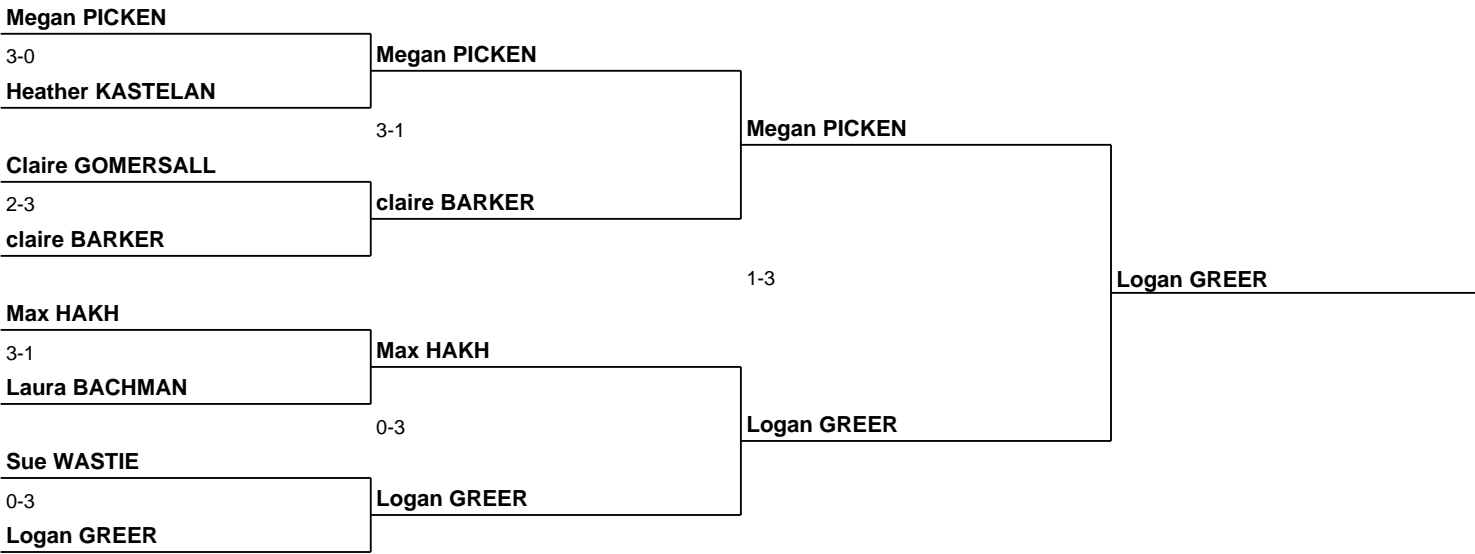 Megan PICKEN
3-0
Heather KASTELAN
Claire GOMERSALL
2-3
claire BARKER
Max HAKH
3-1
Laura BACHMAN
Sue WASTIE
0-3
Logan GREER
Megan PICKEN
3-1
claire BARKER
Max HAKH
0-3
Logan GREER
Megan PICKEN
1-3
Logan GREER
Logan GREER